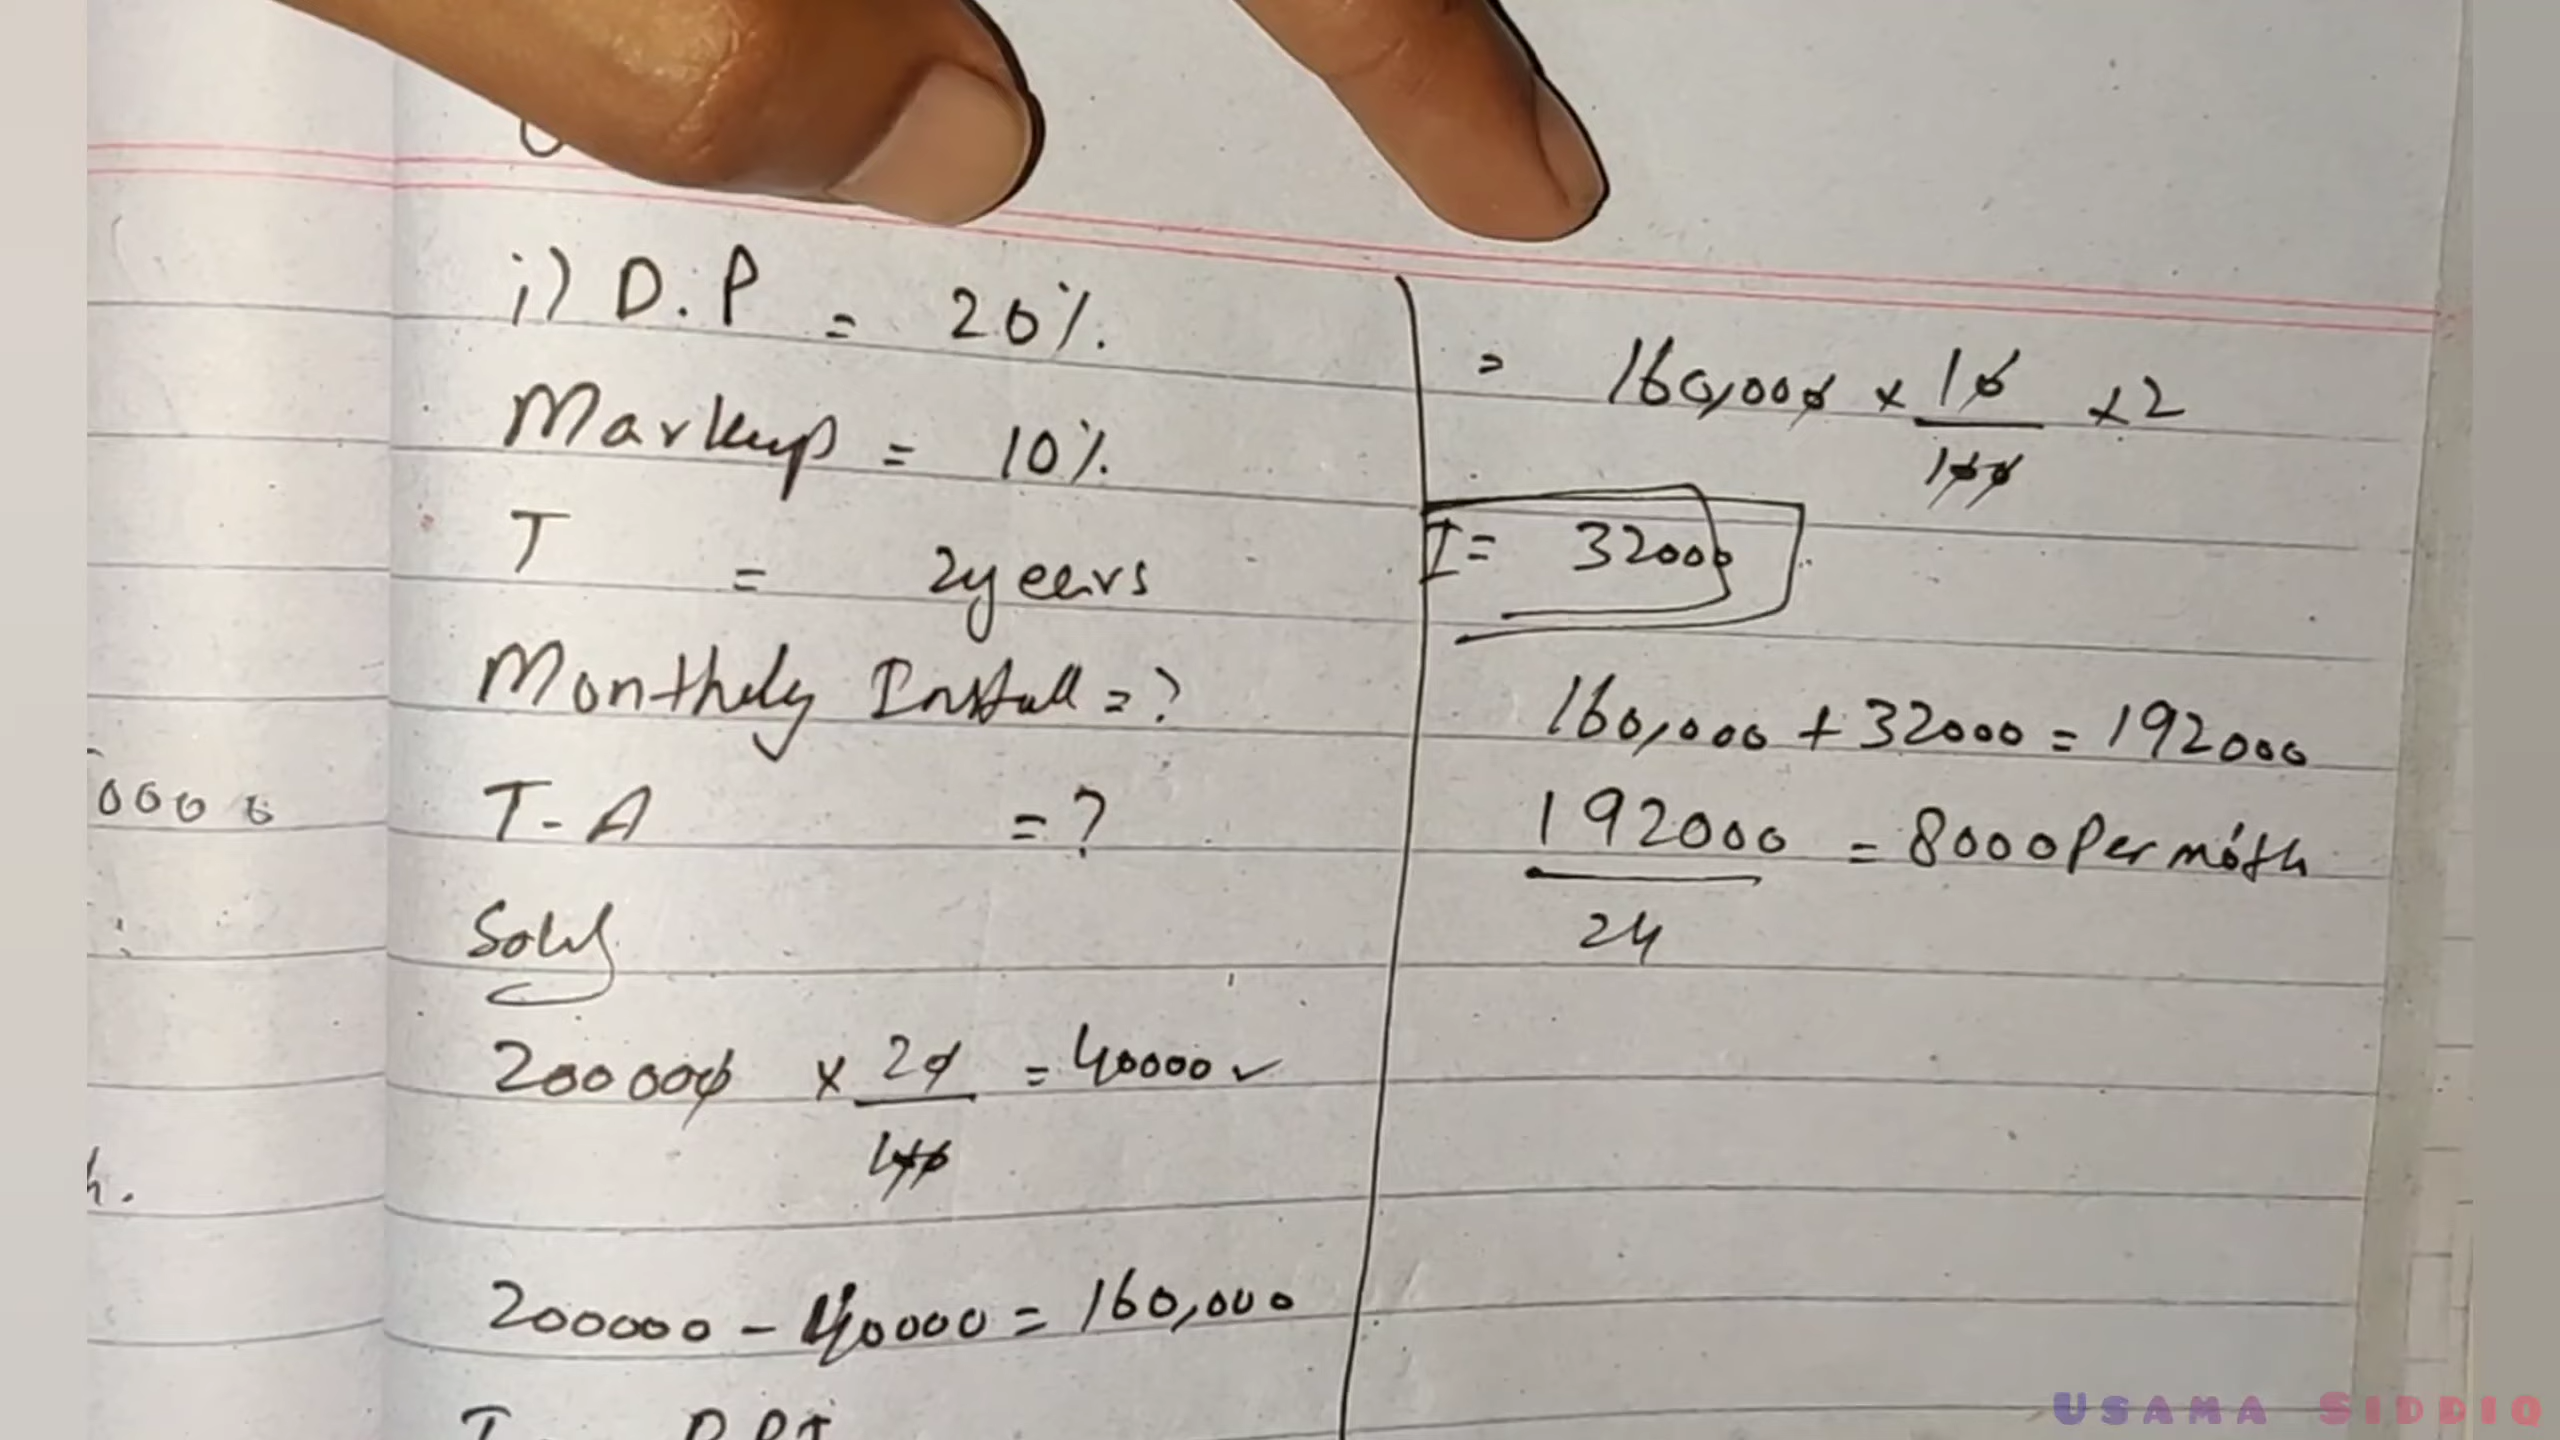 i) D.P = 20%.
Markup = 10%.
T = 2years
Monthly Install = ?
T-A = ?
Sol
200000 x 20/100 = 40000 ✓
200000 - 40000 = 160,000
= 160,000 x 10/100 x 2
I = 32000
160,000 + 32000 = 192000
192000/24 = 8000 Per month
0000
h.
USAMA SIDDIQ